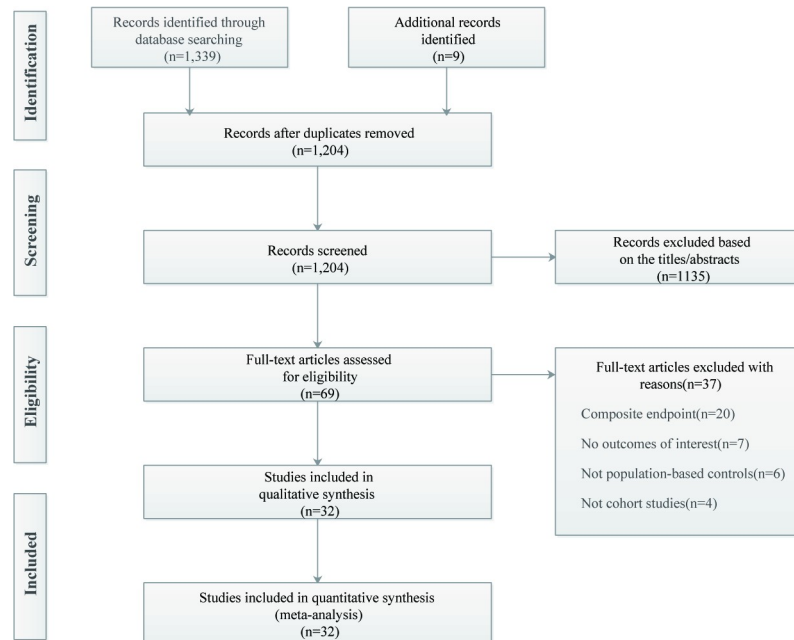 Identification
Records identified through
database searching
(n=1,339)
Additional records
identified
(n=9)
Records after duplicates removed
(n=1,204)
Screening
Records screened
(n=1,204)
Records excluded based
on the titles/abstracts
(n=1135)
Eligibility
Full-text articles assessed
for eligibility
(n=69)
Full-text articles excluded with
reasons(n=37)
Composite endpoint(n=20)
No outcomes of interest(n=7)
Not population-based controls(n=6)
Not cohort studies(n=4)
Studies included in
qualitative synthesis
(n=32)
Included
Studies included in quantitative synthesis
(meta-analysis)
(n=32)